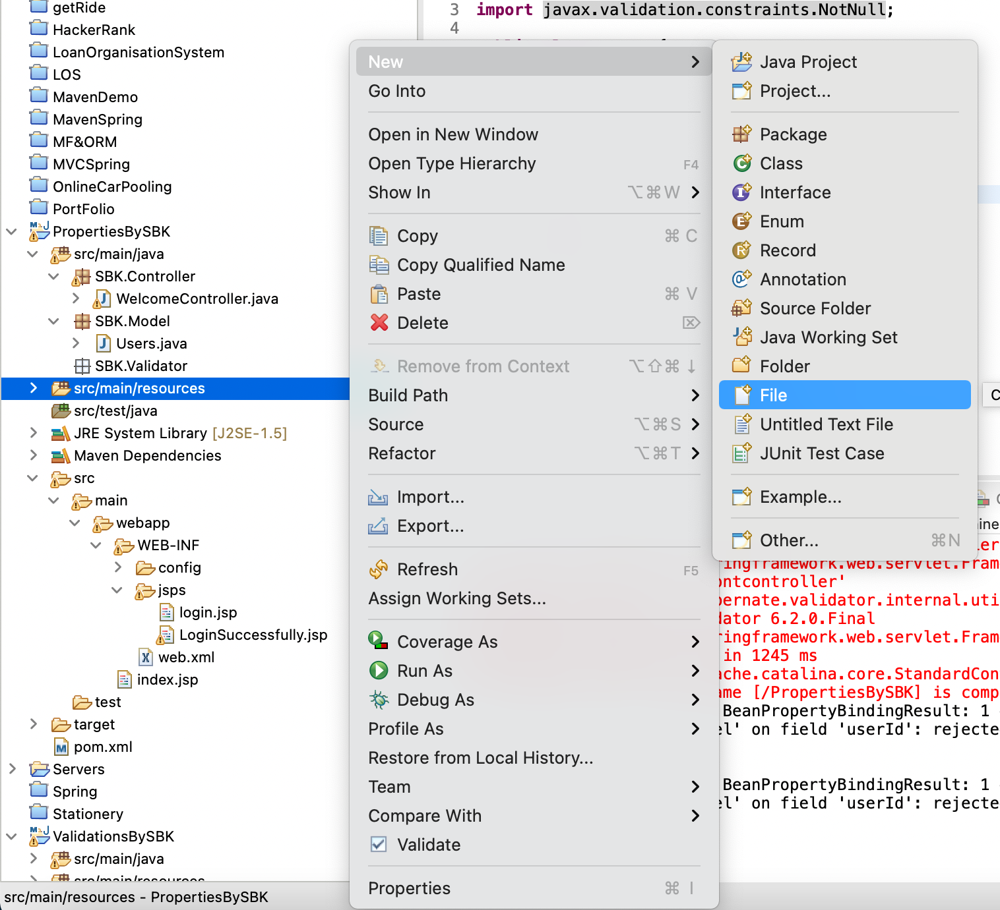 getRide
HackerRank
LoanOrganisationSystem
LOS
MavenDemo
MavenSpring
MF&ORM
MVCSpring
OnlineCarPooling
PortFolio
PropertiesBySBK
src/main/java
SBK.Controller
WelcomeController.java
SBK.Model
Users.java
SBK.Validator
src/main/resources
src/test/java
JRE System Library [J2SE-1.5]
Maven Dependencies
src
main
webapp
WEB-INF
config
jsps
login.jsp
LoginSuccessfully.jsp
web.xml
index.jsp
test
target
pom.xml
Servers
Spring
Stationery
ValidationsBySBK
src/main/java
src/main/resources
src/main/resources - PropertiesBySBK
3 import javax.validation.constraints.NotNull;
4
New
Go Into
Open in New Window
Open Type Hierarchy F4
Show In ⌥⌘W
Copy ⌘C
Copy Qualified Name
Paste ⌘V
Delete ⌦
Remove from Context ⌥⇧⌘↓
Build Path
Source ⌥⌘S
Refactor ⌥⌘T
Import...
Export...
Refresh F5
Assign Working Sets...
Coverage As
Run As
Debug As
Profile As
Restore from Local History...
Team
Compare With
Validate
Properties ⌘I
Java Project
Project...
Package
Class
Interface
Enum
Record
Annotation
Source Folder
Java Working Set
Folder
File
Untitled Text File
JUnit Test Case
Example...
Other... ⌘N
ringframework.web.servlet.Fram
ontcontroller'
bernate.validator.internal.uti
dator 6.2.0.Final
ringframework.web.servlet.Fram
in 1245 ms
ache.catalina.core.StandardCon
ame [/PropertiesBySBK] is comp
BeanPropertyBindingResult: 1
el' on field 'userId': rejecte
BeanPropertyBindingResult: 1
el' on field 'userId': rejecte